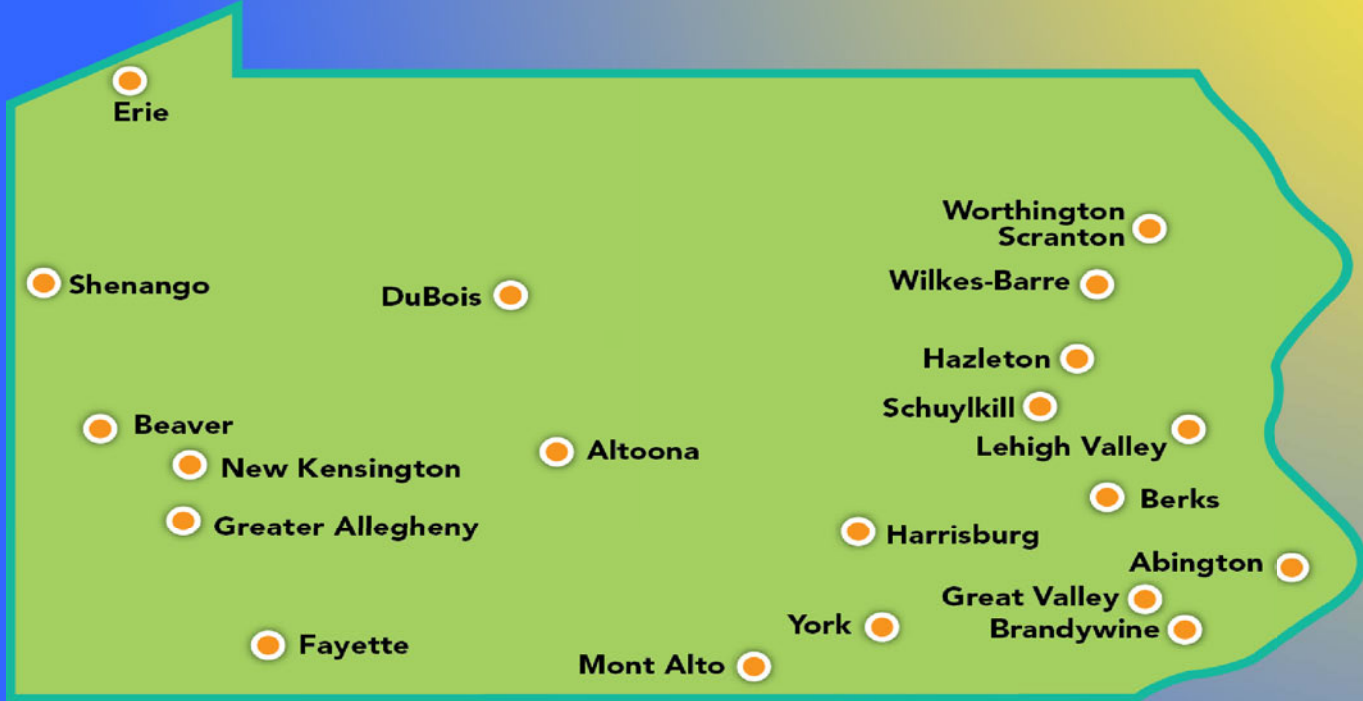 Erie
Worthington
Scranton
Shenango
DuBois
Wilkes-Barre
Hazleton
Schuylkill
Beaver
Lehigh Valley
New Kensington
Altoona
Berks
Greater Allegheny
Harrisburg
Abington
Great Valley
York
Brandywine
Fayette
Mont Alto